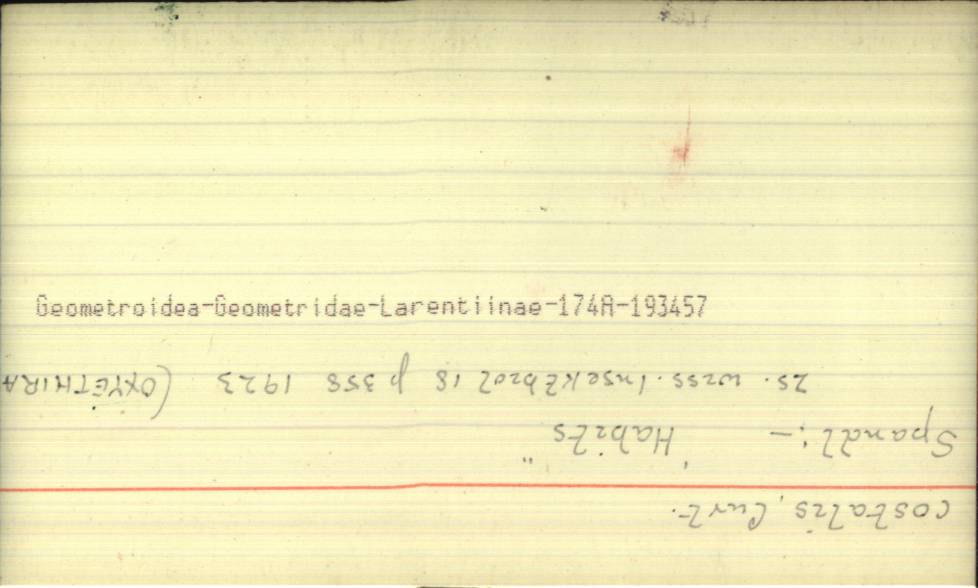 Geometroidea-Geometridae-Larentiinae-174A-193457
costalis, Curt.
Spandl; — "Habits"
Zs. wiss. Insektbiol 18 p 358 1923 (OXYETHIRA